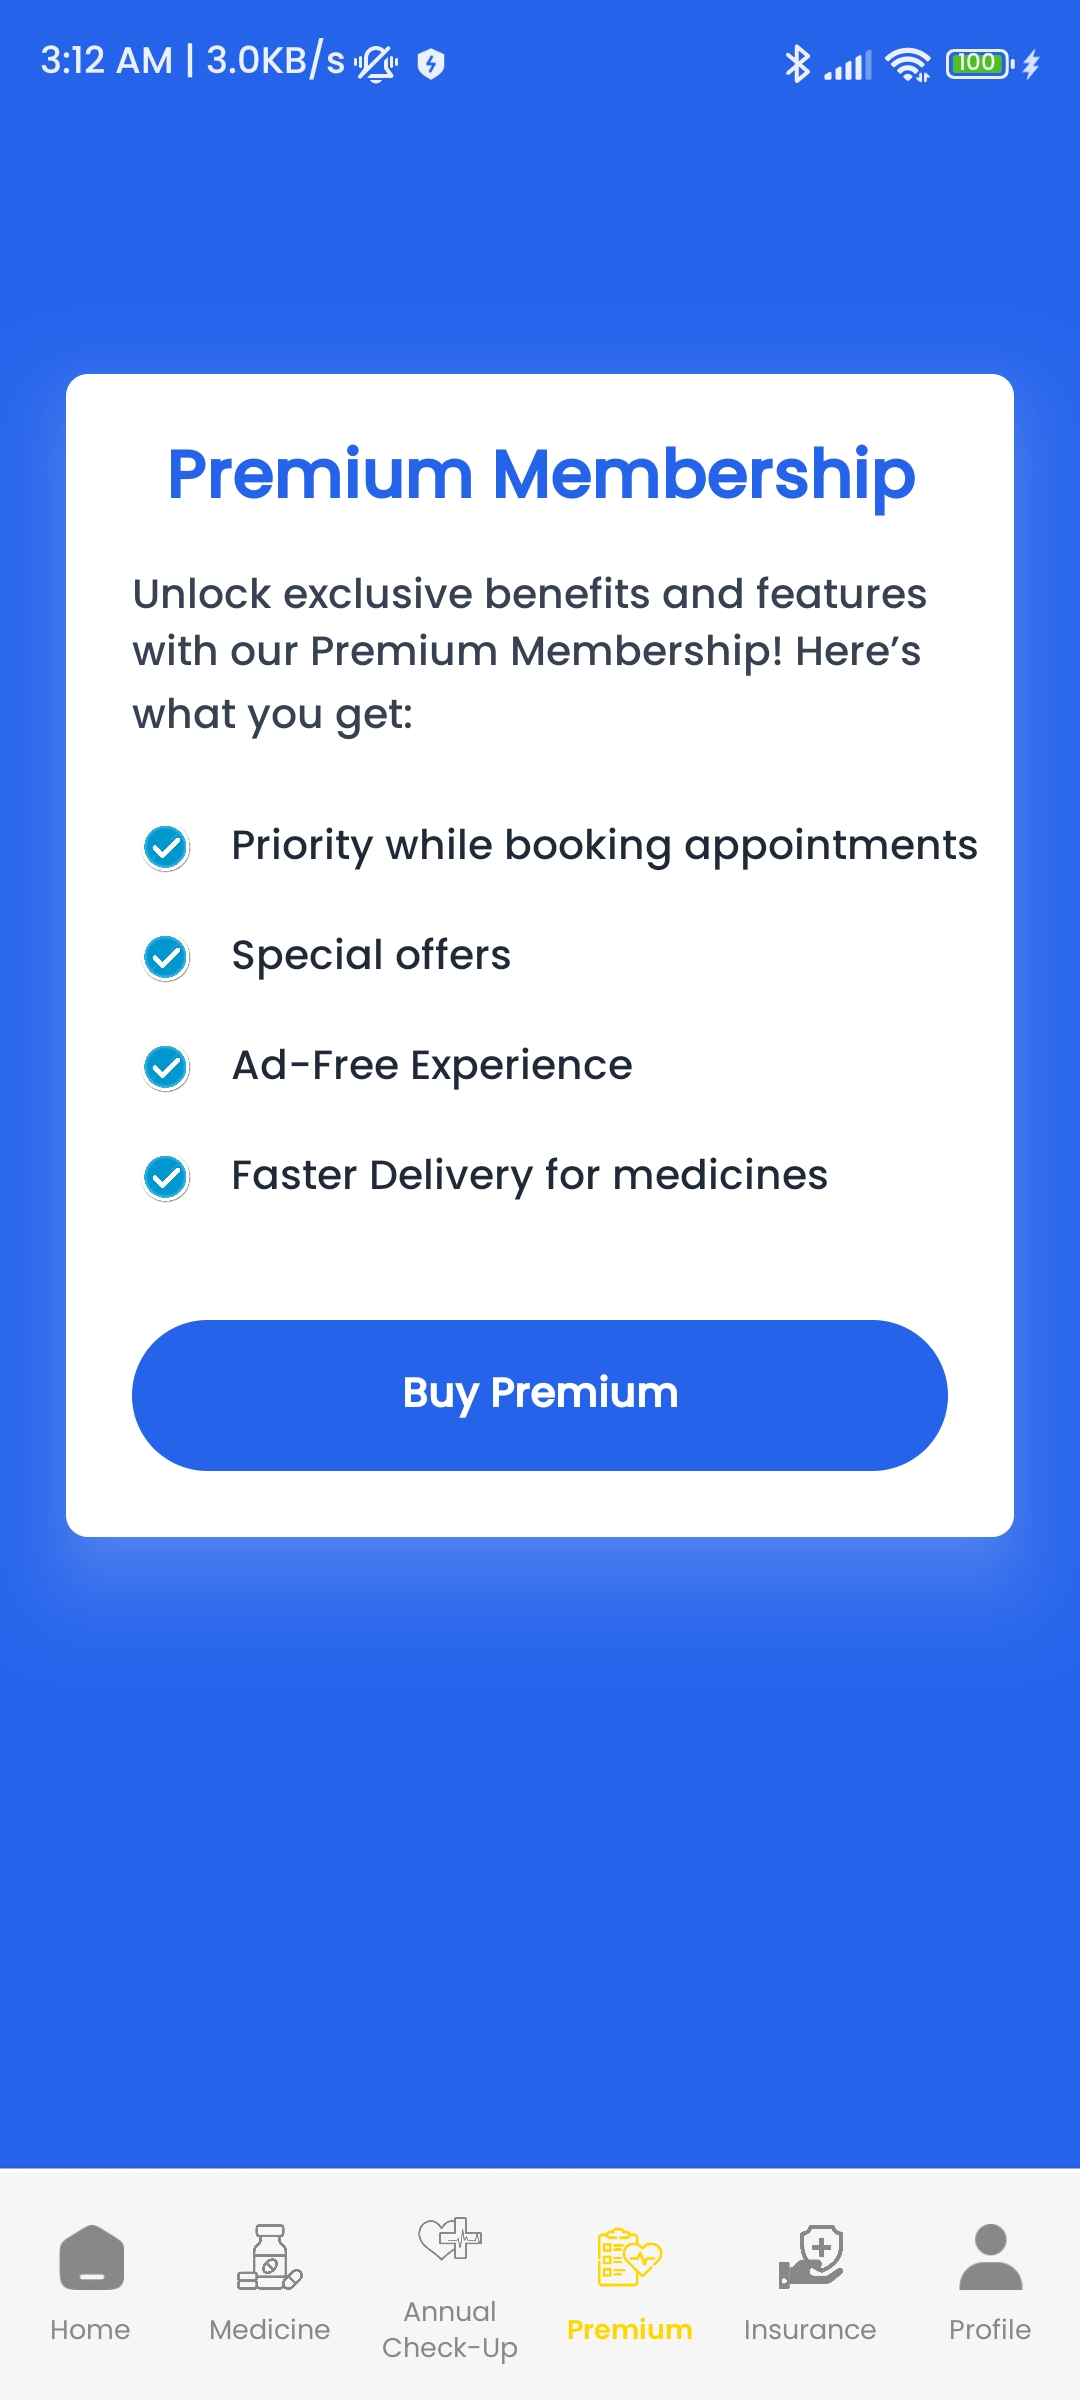 3:12 AM | 3.0KB/s
100
Premium Membership
Unlock exclusive benefits and features
with our Premium Membership! Here’s
what you get:
Priority while booking appointments
Special offers
Ad-Free Experience
Faster Delivery for medicines
Buy Premium
Home
Medicine
Annual
Check-Up
Premium
Insurance
Profile